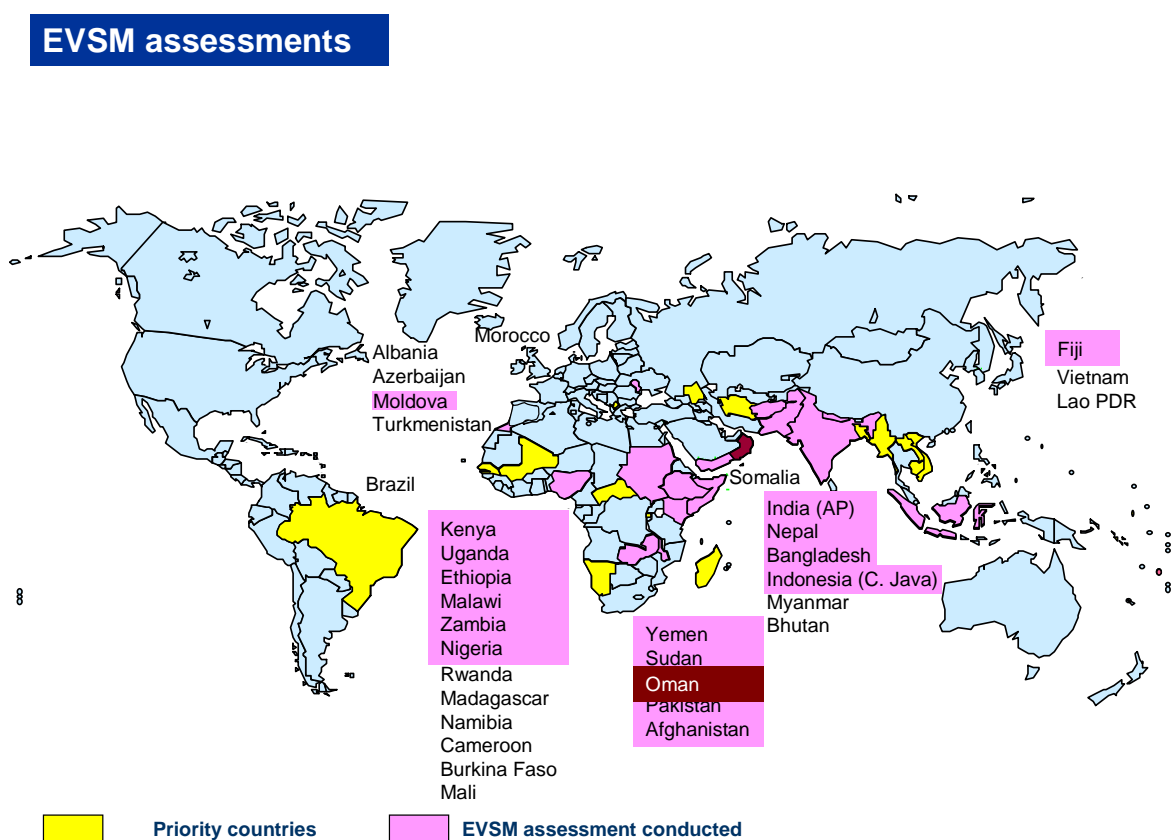 EVSM assessments
Morocco
Albania
Azerbaijan
Moldova
Turkmenistan
Fiji
Vietnam
Lao PDR
Brazil
Somalia
Kenya
Uganda
Ethiopia
Malawi
Zambia
Nigeria
Rwanda
Madagascar
Namibia
Cameroon
Burkina Faso
Mali
India (AP)
Nepal
Bangladesh
Indonesia (C. Java)
Myanmar
Bhutan
Yemen
Sudan
Oman
Pakistan
Afghanistan
Priority countries
EVSM assessment conducted